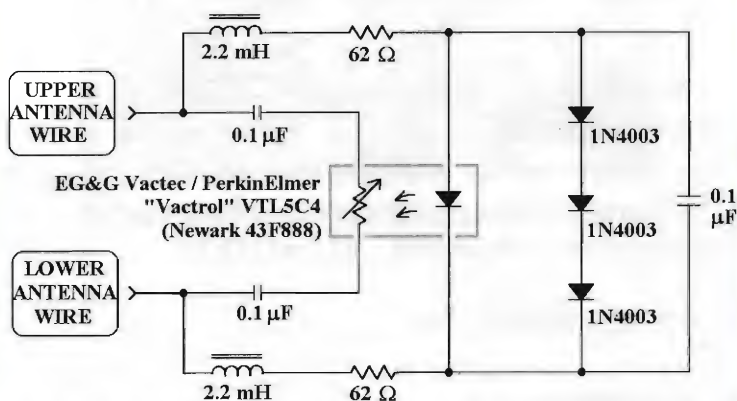 2.2 mH
62 Ω
UPPER
ANTENNA
WIRE
0.1 μF
1N4003
EG&G Vactec / PerkinElmer
"Vactrol" VTL5C4
(Newark 43F888)
1N4003
0.1
μF
LOWER
ANTENNA
WIRE
0.1 μF
1N4003
2.2 mH
62 Ω